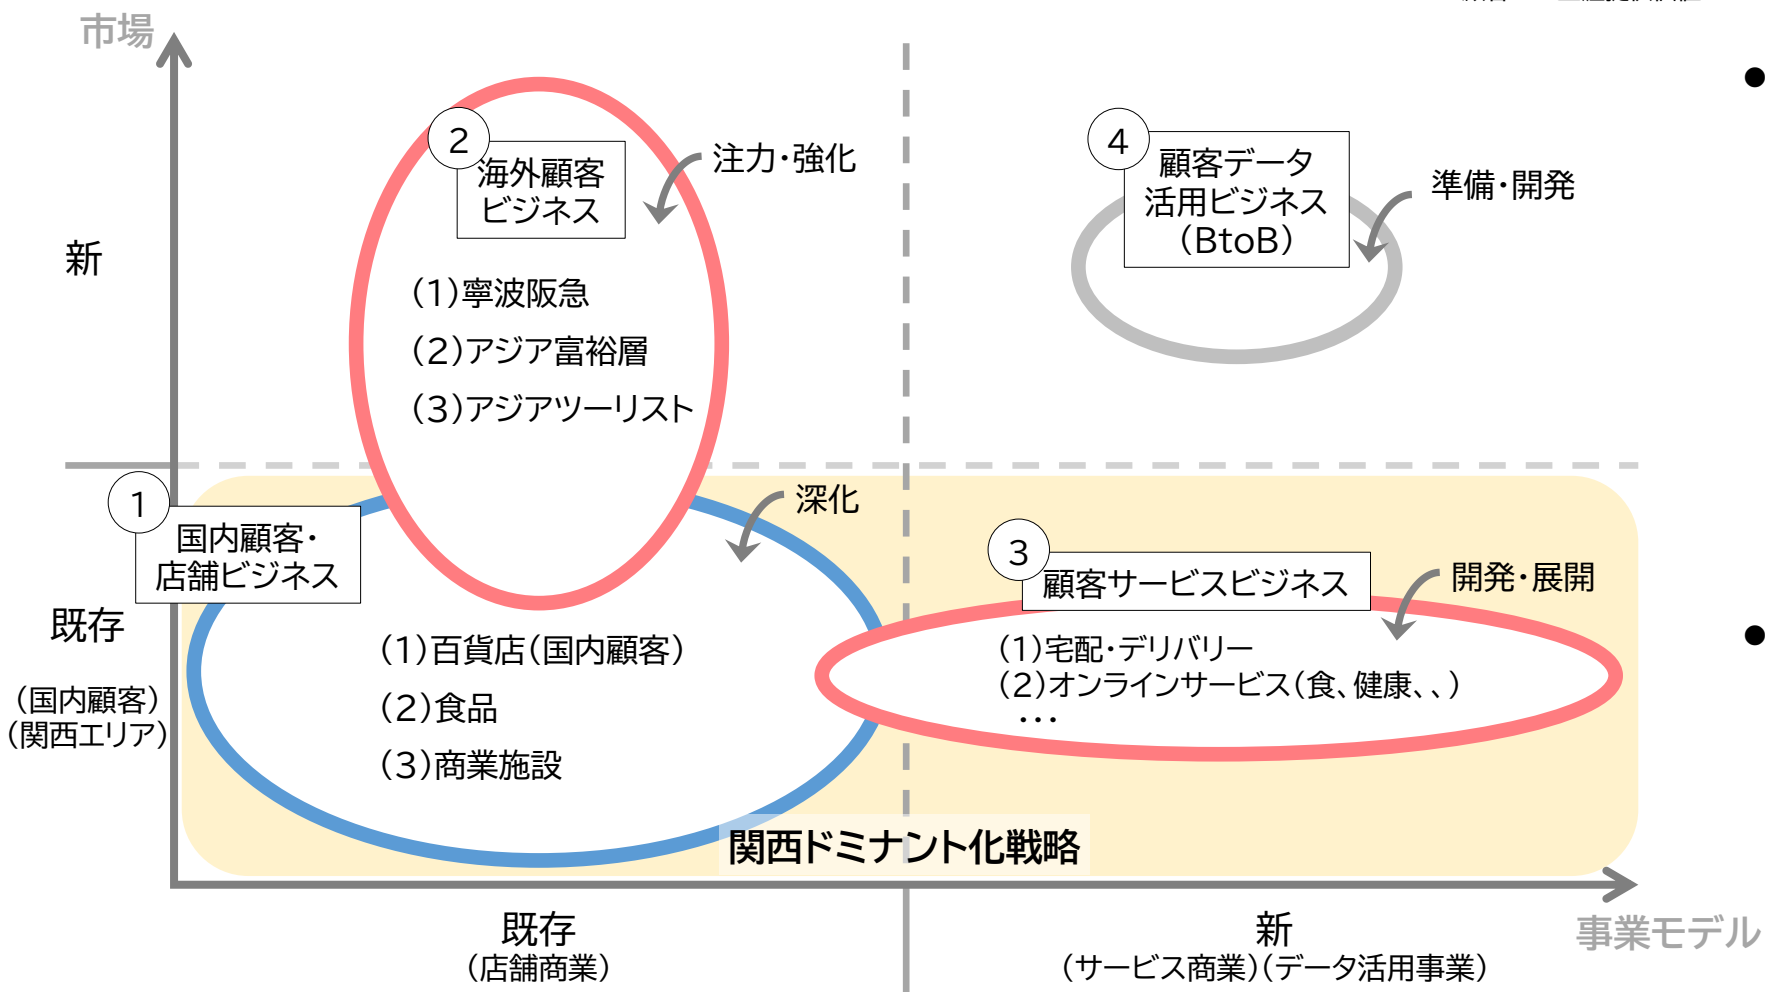 市場
2
海外顧客
ビジネス
注力・強化
4
顧客データ
活用ビジネス
(BtoB)
準備・開発
新
(1)寧波阪急
(2)アジア富裕層
(3)アジアツーリスト
1
国内顧客・
店舗ビジネス
深化
3
顧客サービスビジネス
開発・展開
既存
(国内顧客)
(関西エリア)
(1)百貨店(国内顧客)
(2)食品
(3)商業施設
(1)宅配・デリバリー
(2)オンラインサービス(食、健康、、)
・・・
関西ドミナント化戦略
既存
(店舗商業)
新
(サービス商業)(データ活用事業)
事業モデル